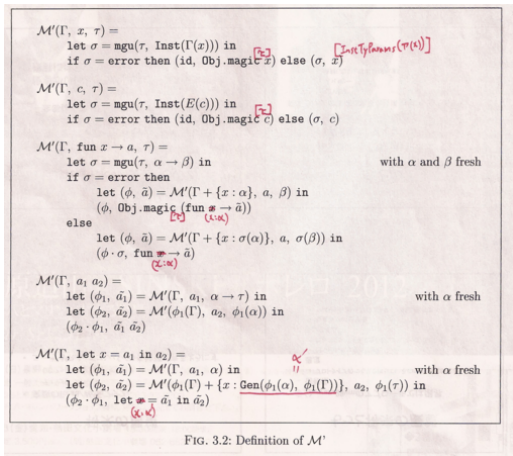 M′(Γ, x, τ) =
let σ = mgu(τ, Inst(Γ(x))) in
if σ = error then (id, Obj.magic [τ] x) else (σ, x)
M′(Γ, c, τ) =
let σ = mgu(τ, Inst(E(c))) in
if σ = error then (id, Obj.magic [τ] c) else (σ, c)
M′(Γ, fun x → a, τ) =
let σ = mgu(τ, α → β) in with α and β fresh
if σ = error then
let (φ, ã) = M′(Γ + {x : α}, a, β) in
(φ, Obj.magic (fun x → ã))
[τ] (x:α)
else
let (φ, ã) = M′(Γ + {x : σ(α)}, a, σ(β)) in
(φ · σ, fun x → ã)
(x:α)
M′(Γ, a₁ a₂) =
let (φ₁, ã₁) = M′(Γ, a₁, α → τ) in with α fresh
let (φ₂, ã₂) = M′(φ₁(Γ), a₂, φ₁(α)) in
(φ₂ · φ₁, ã₁ ã₂)
M′(Γ, let x = a₁ in a₂) = α′
let (φ₁, ã₁) = M′(Γ, a₁, α) in with α fresh
let (φ₂, ã₂) = M′(φ₁(Γ) + {x : Gen(φ₁(α), φ₁(Γ))}, a₂, φ₁(τ)) in
(φ₂ · φ₁, let x = ã₁ in ã₂)
(x:α)
FIG. 3.2: Definition of M′